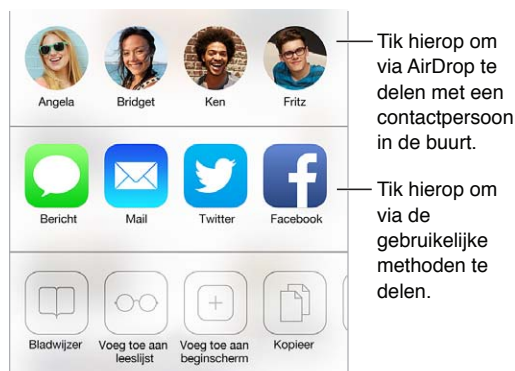 Angela Bridget Ken Fritz
Tik hierop om
via AirDrop te
delen met een
contactpersoon
in de buurt.
Bericht Mail Twitter Facebook
Tik hierop om
via de
gebruikelijke
methoden te
delen.
Bladwijzer Voeg toe aan Voeg toe aan Kopieer
leeslijst beginscherm